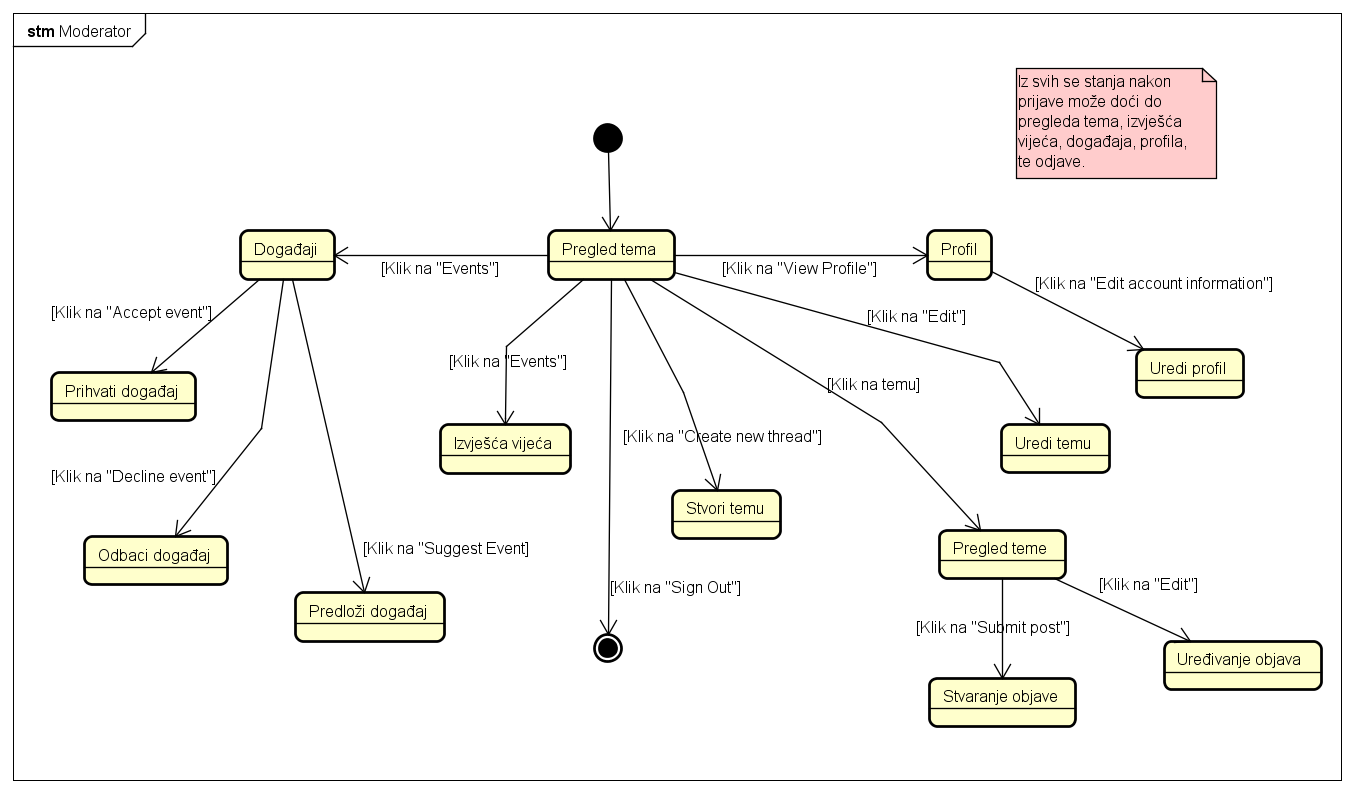 stm Moderator
Iz svih se stanja nakon
prijave može doći do
pregleda tema, izvješća
vijeća, događaja, profila,
te odjave.
Događaji
Pregled tema
Profil
[Klik na "Events"]
[Klik na "View Profile"]
[Klik na "Edit account information"]
[Klik na "Accept event"]
[Klik na "Edit"]
[Klik na "Events"]
Uredi profil
Prihvati događaj
[Klik na temu]
Izvješća vijeća
[Klik na "Create new thread"]
Uredi temu
[Klik na "Decline event"]
Stvori temu
Odbaci događaj
[Klik na "Suggest Event]
Pregled teme
[Klik na "Sign Out"]
[Klik na "Edit"]
Predloži događaj
[Klik na "Submit post"]
Uređivanje objava
Stvaranje objave